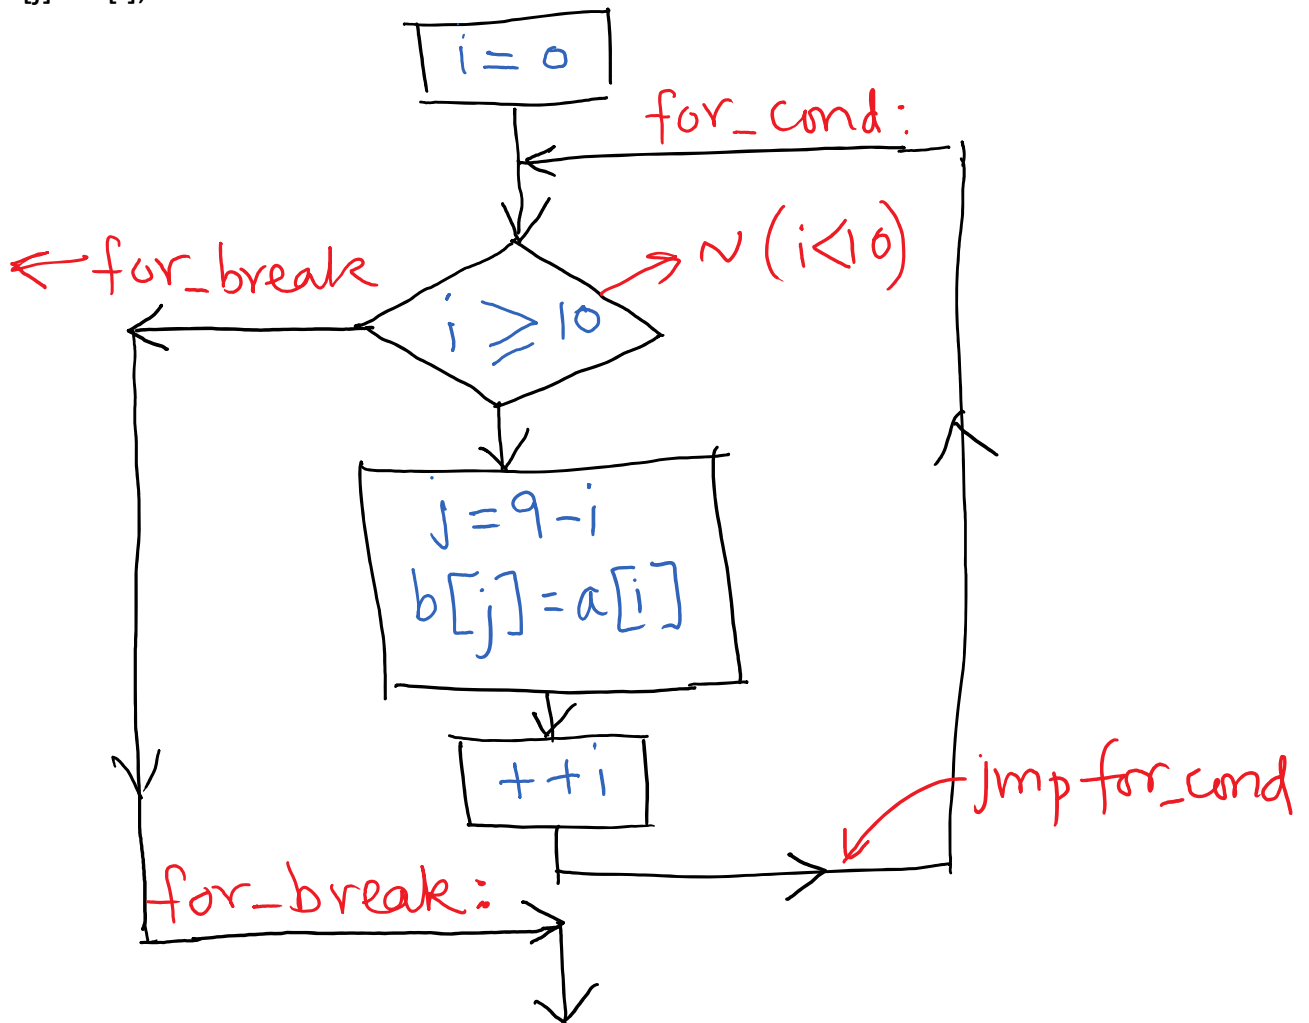 i = 0
for_cond:
for_break
~ (i<10)
i ≥ 10
j = 9 - i
b[j] = a[i]
++i
jmp for_cond
for_break: